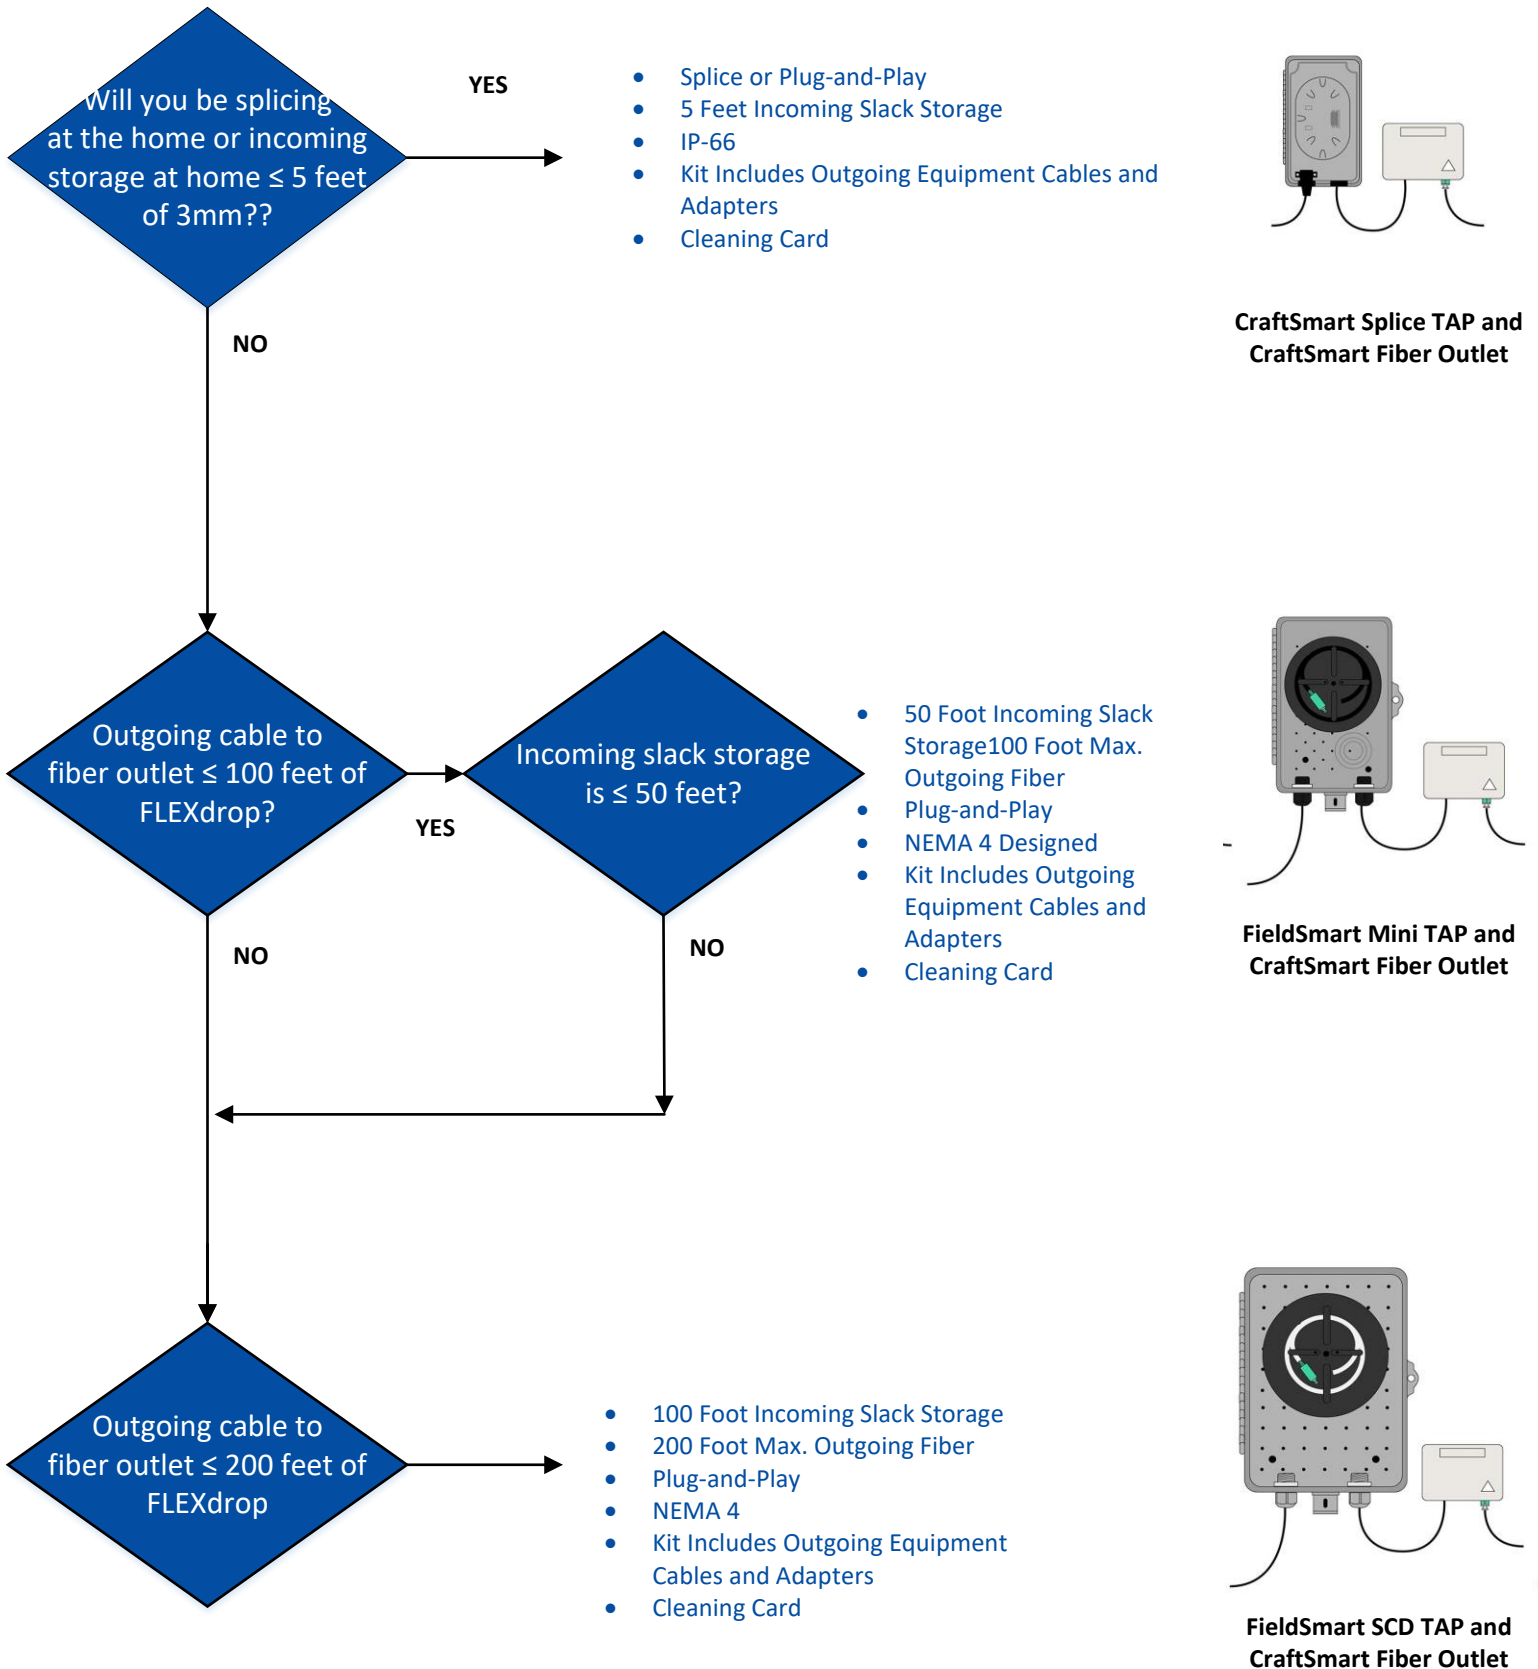 Will you be splicing
at the home or incoming
storage at home ≤ 5 feet
of 3mm??
YES
• Splice or Plug-and-Play
• 5 Feet Incoming Slack Storage
• IP-66
• Kit Includes Outgoing Equipment Cables and
Adapters
• Cleaning Card
CraftSmart Splice TAP and
CraftSmart Fiber Outlet
NO
Outgoing cable to
fiber outlet ≤ 100 feet of
FLEXdrop?
YES
Incoming slack storage
is ≤ 50 feet?
• 50 Foot Incoming Slack
Storage100 Foot Max.
Outgoing Fiber
• Plug-and-Play
• NEMA 4 Designed
• Kit Includes Outgoing
Equipment Cables and
Adapters
• Cleaning Card
FieldSmart Mini TAP and
CraftSmart Fiber Outlet
NO
NO
Outgoing cable to
fiber outlet ≤ 200 feet of
FLEXdrop
• 100 Foot Incoming Slack Storage
• 200 Foot Max. Outgoing Fiber
• Plug-and-Play
• NEMA 4
• Kit Includes Outgoing Equipment
Cables and Adapters
• Cleaning Card
FieldSmart SCD TAP and
CraftSmart Fiber Outlet